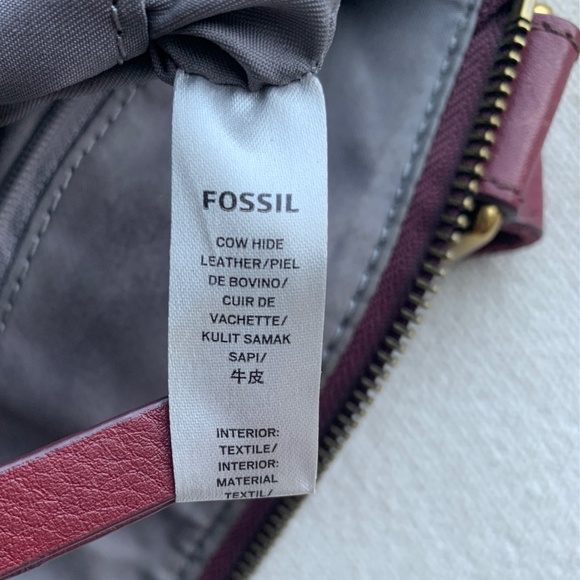 FOSSIL
COW HIDE
LEATHER/PIEL
DE BOVINO/
CUIR DE
VACHETTE/
KULIT SAMAK
SAPI/
牛皮
INTERIOR:
TEXTILE/
INTERIOR:
MATERIAL
TEXTIL/